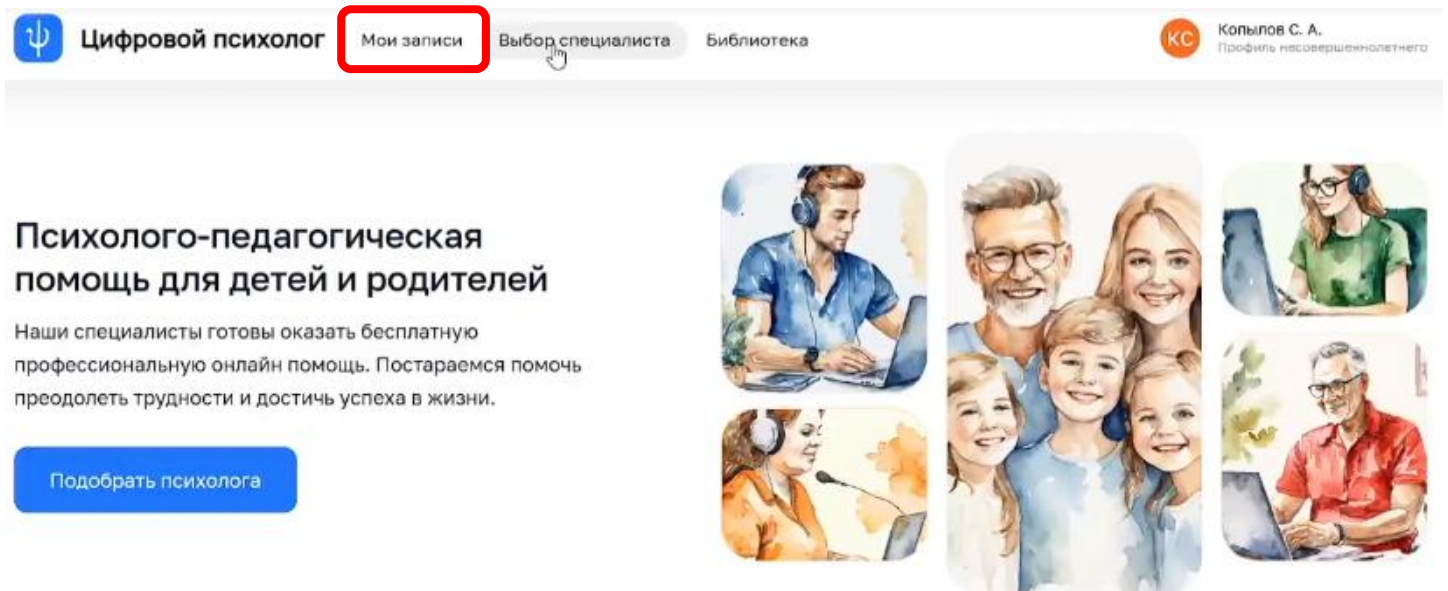 Цифровой психолог Мои записи Выбор специалиста Библиотека
КС Копылов С. А.
Профиль несовершеннолетнего
Психолого-педагогическая
помощь для детей и родителей
Наши специалисты готовы оказать бесплатную
профессиональную онлайн помощь. Постараемся помочь
преодолеть трудности и достичь успеха в жизни.
Подобрать психолога